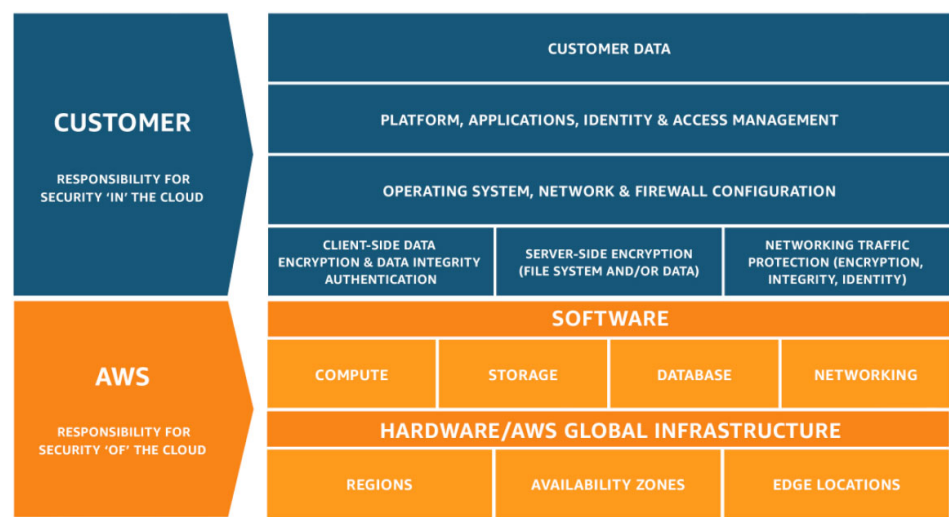 CUSTOMER
RESPONSIBILITY FOR
SECURITY ‘IN’ THE CLOUD
CUSTOMER DATA
PLATFORM, APPLICATIONS, IDENTITY & ACCESS MANAGEMENT
OPERATING SYSTEM, NETWORK & FIREWALL CONFIGURATION
CLIENT-SIDE DATA
ENCRYPTION & DATA INTEGRITY
AUTHENTICATION
SERVER-SIDE ENCRYPTION
(FILE SYSTEM AND/OR DATA)
NETWORKING TRAFFIC
PROTECTION (ENCRYPTION,
INTEGRITY, IDENTITY)
AWS
RESPONSIBILITY FOR
SECURITY ‘OF’ THE CLOUD
SOFTWARE
COMPUTE
STORAGE
DATABASE
NETWORKING
HARDWARE/AWS GLOBAL INFRASTRUCTURE
REGIONS
AVAILABILITY ZONES
EDGE LOCATIONS